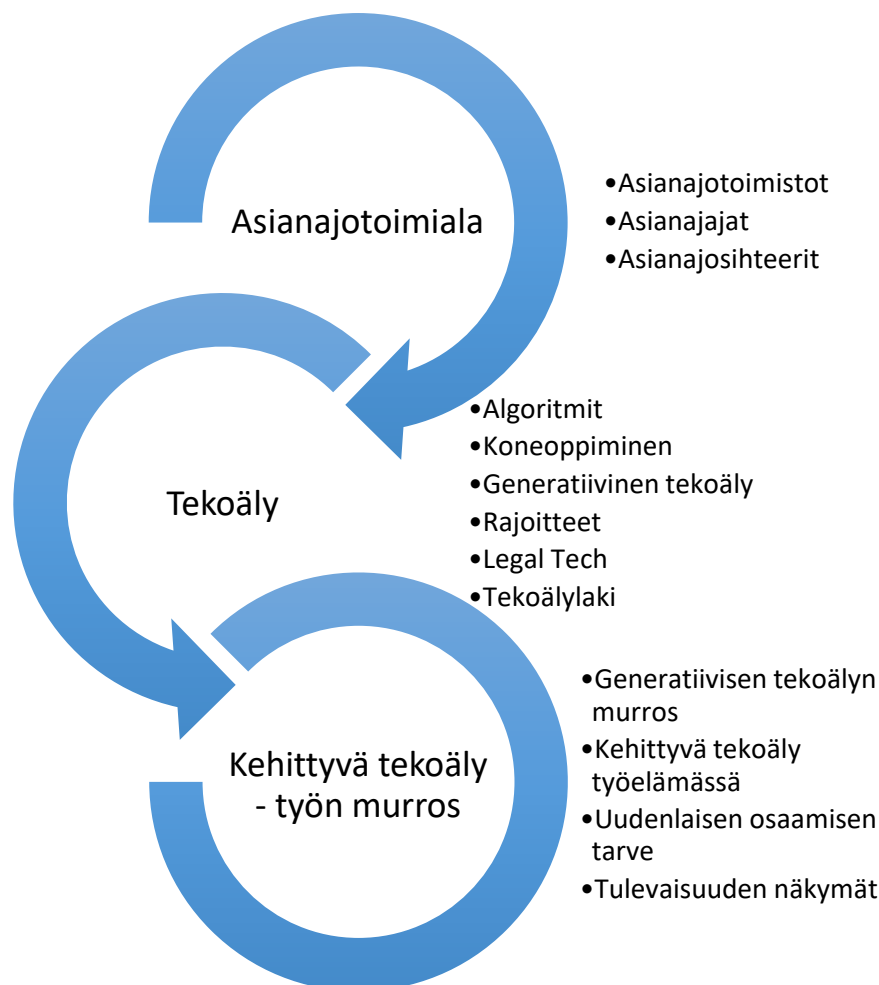 Asianajotoimiala
•Asianajotoimistot
•Asianajajat
•Asianajosihteerit
Tekoäly
•Algoritmit
•Koneoppiminen
•Generatiivinen tekoäly
•Rajoitteet
•Legal Tech
•Tekoälylaki
Kehittyvä tekoäly
- työn murros
•Generatiivisen tekoälyn
murros
•Kehittyvä tekoäly
työelämässä
•Uudenlaisen osaamisen
tarve
•Tulevaisuuden näkymät